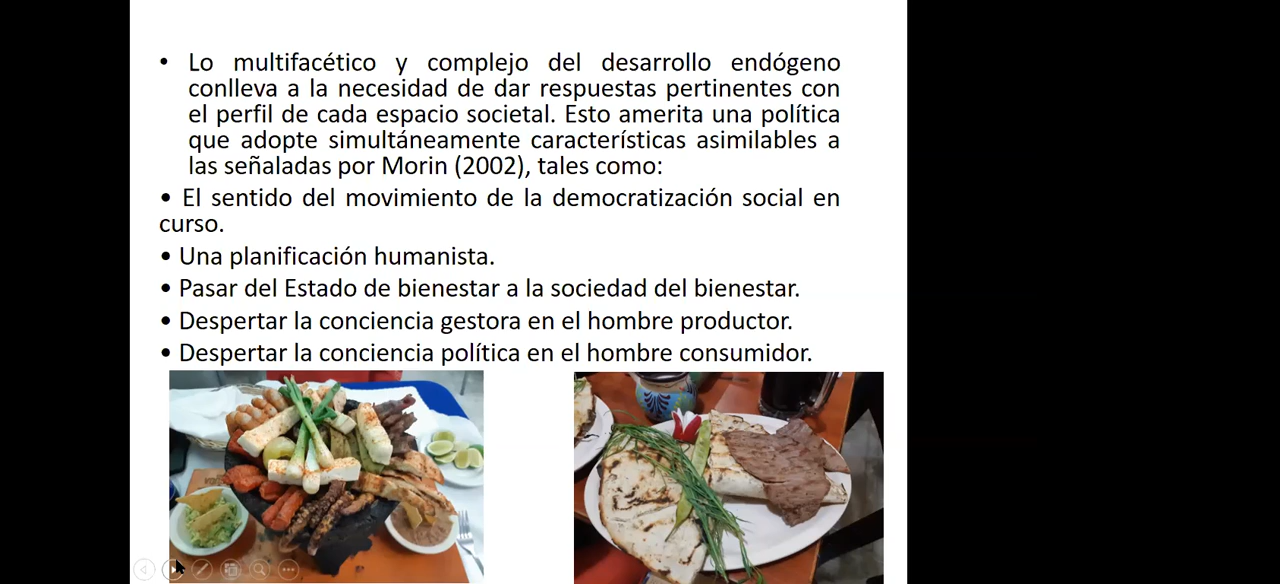 • Lo multifacético y complejo del desarrollo endógeno
conlleva a la necesidad de dar respuestas pertinentes con
el perfil de cada espacio societal. Esto amerita una política
que adopte simultáneamente características asimilables a
las señaladas por Morin (2002), tales como:
• El sentido del movimiento de la democratización social en
curso.
• Una planificación humanista.
• Pasar del Estado de bienestar a la sociedad del bienestar.
• Despertar la conciencia gestora en el hombre productor.
• Despertar la conciencia política en el hombre consumidor.